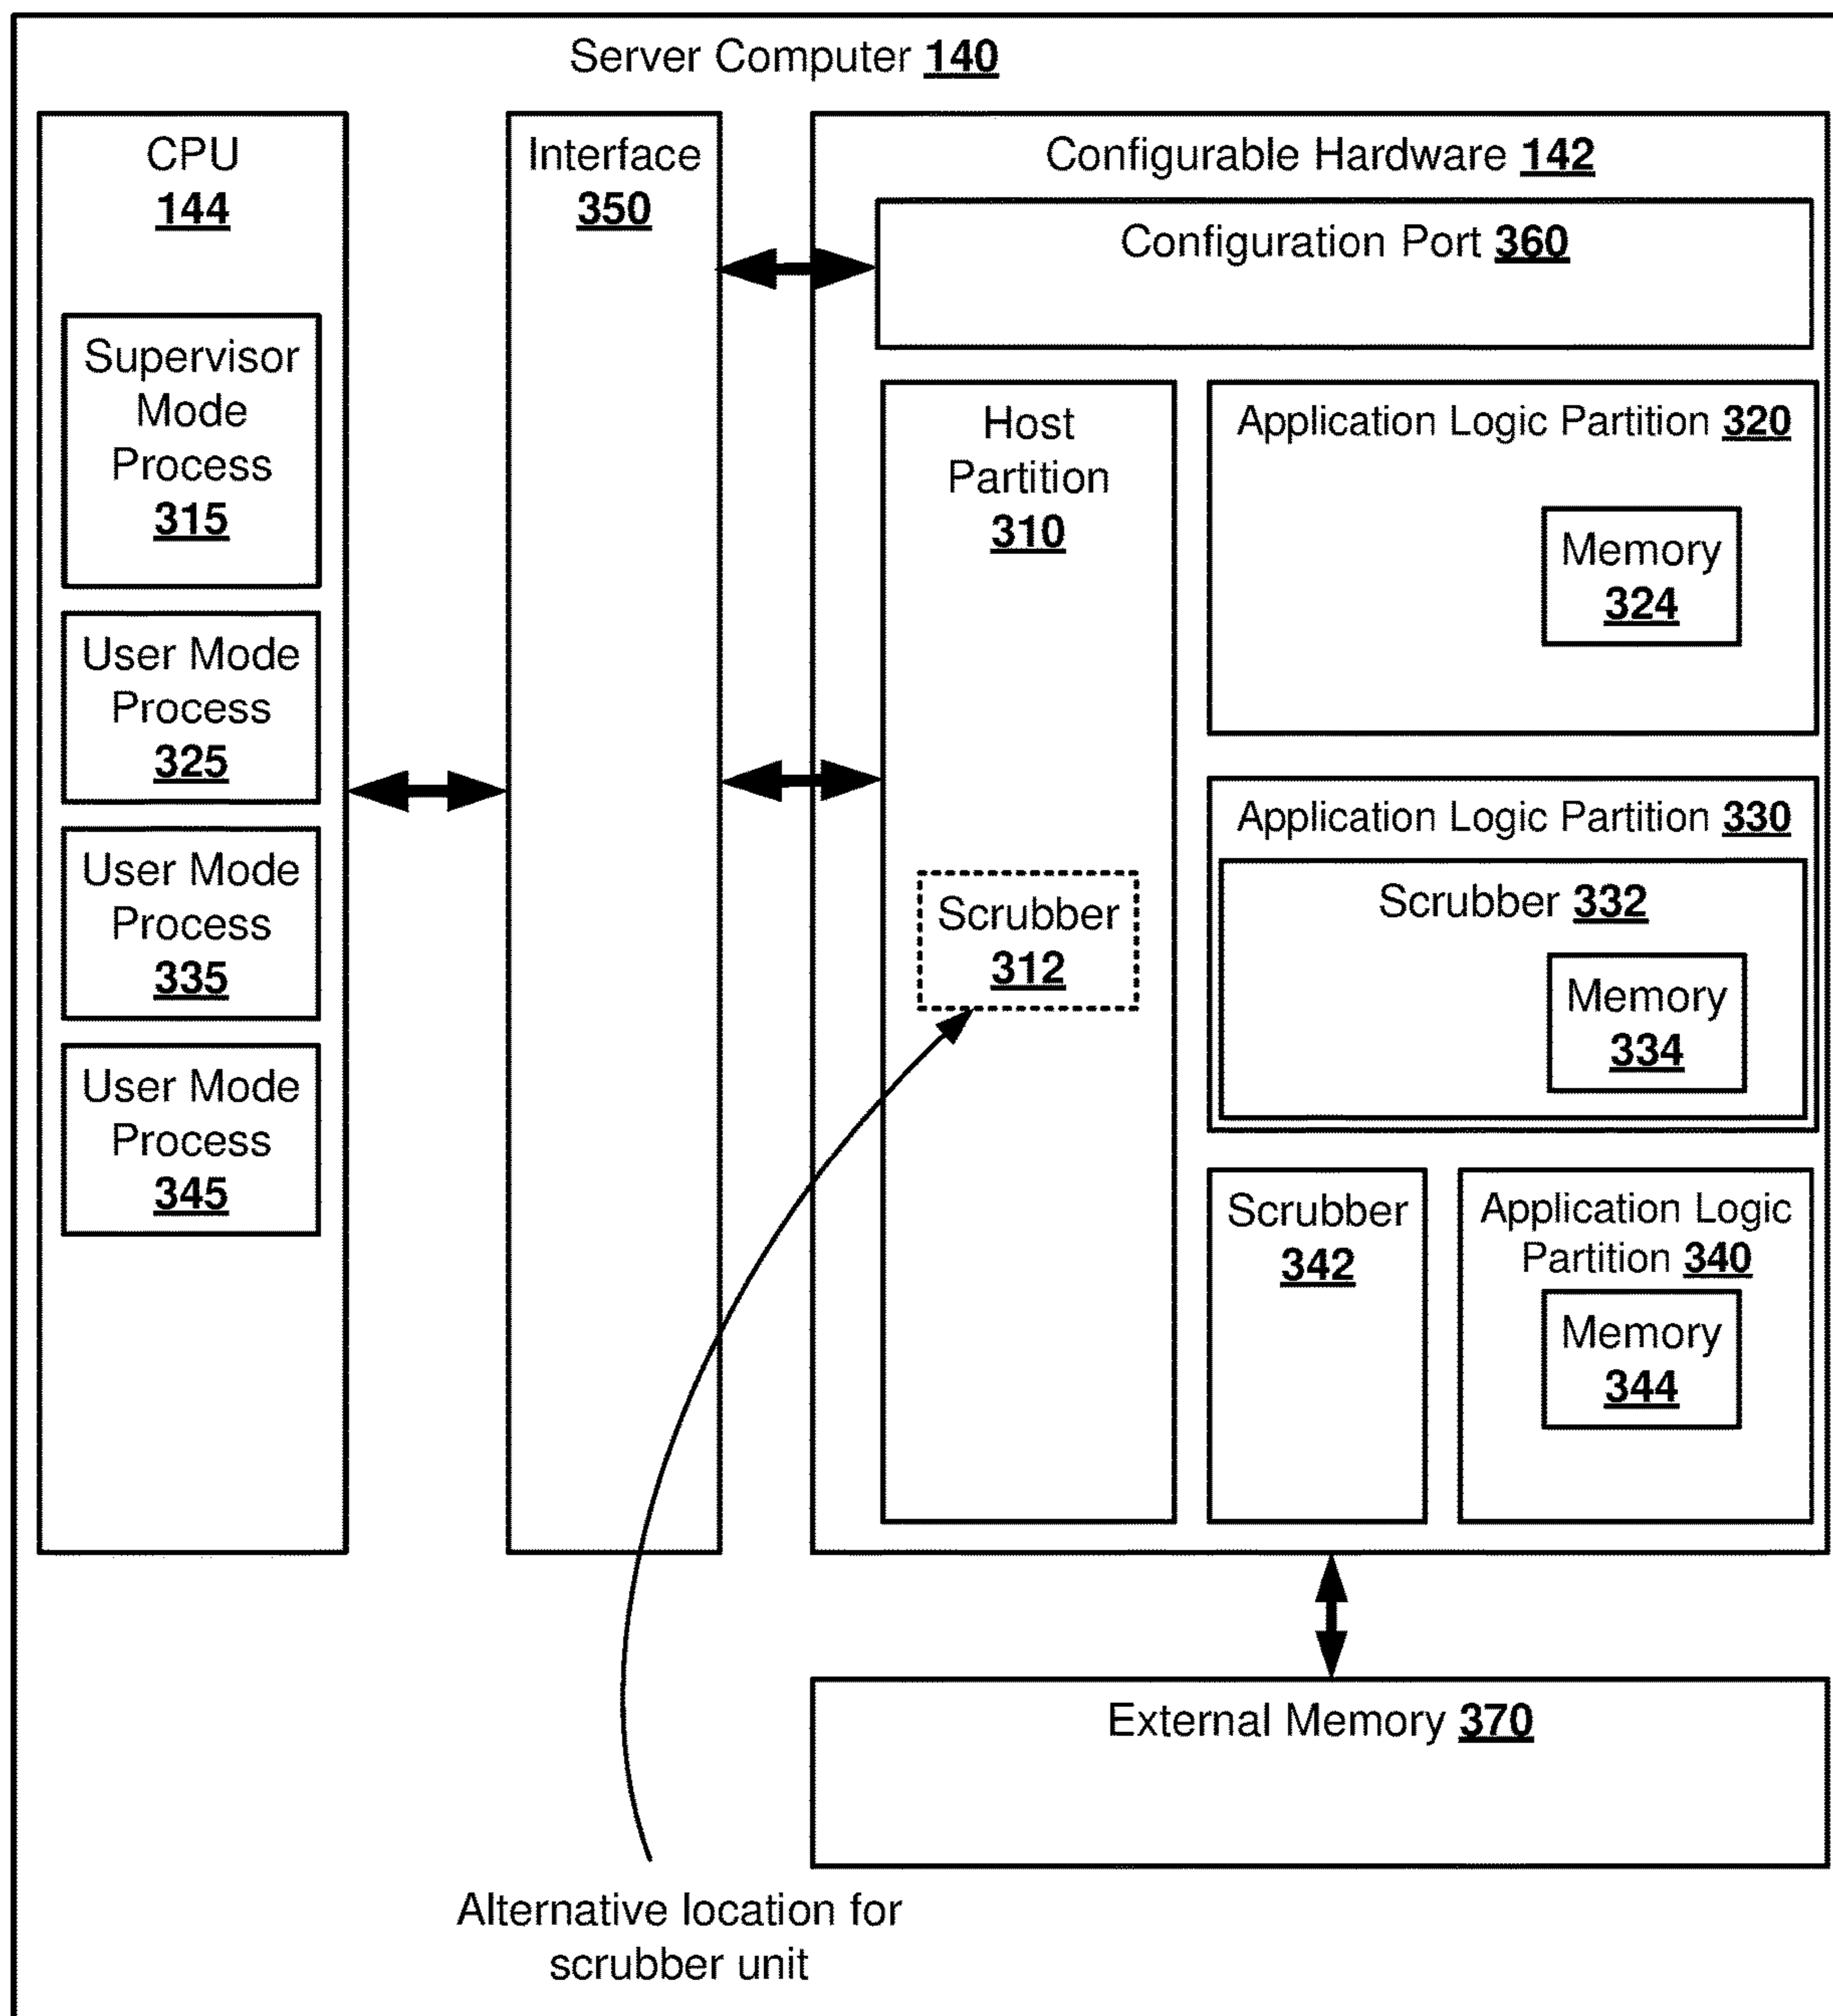 Server Computer 140
CPU
144
Supervisor
Mode
Process
315
User Mode
Process
325
User Mode
Process
335
User Mode
Process
345
Interface
350
Configurable Hardware 142
Configuration Port 360
Host
Partition
310
Scrubber
312
Application Logic Partition 320
Memory
324
Application Logic Partition 330
Scrubber 332
Memory
334
Scrubber
342
Application Logic
Partition 340
Memory
344
External Memory 370
Alternative location for
scrubber unit